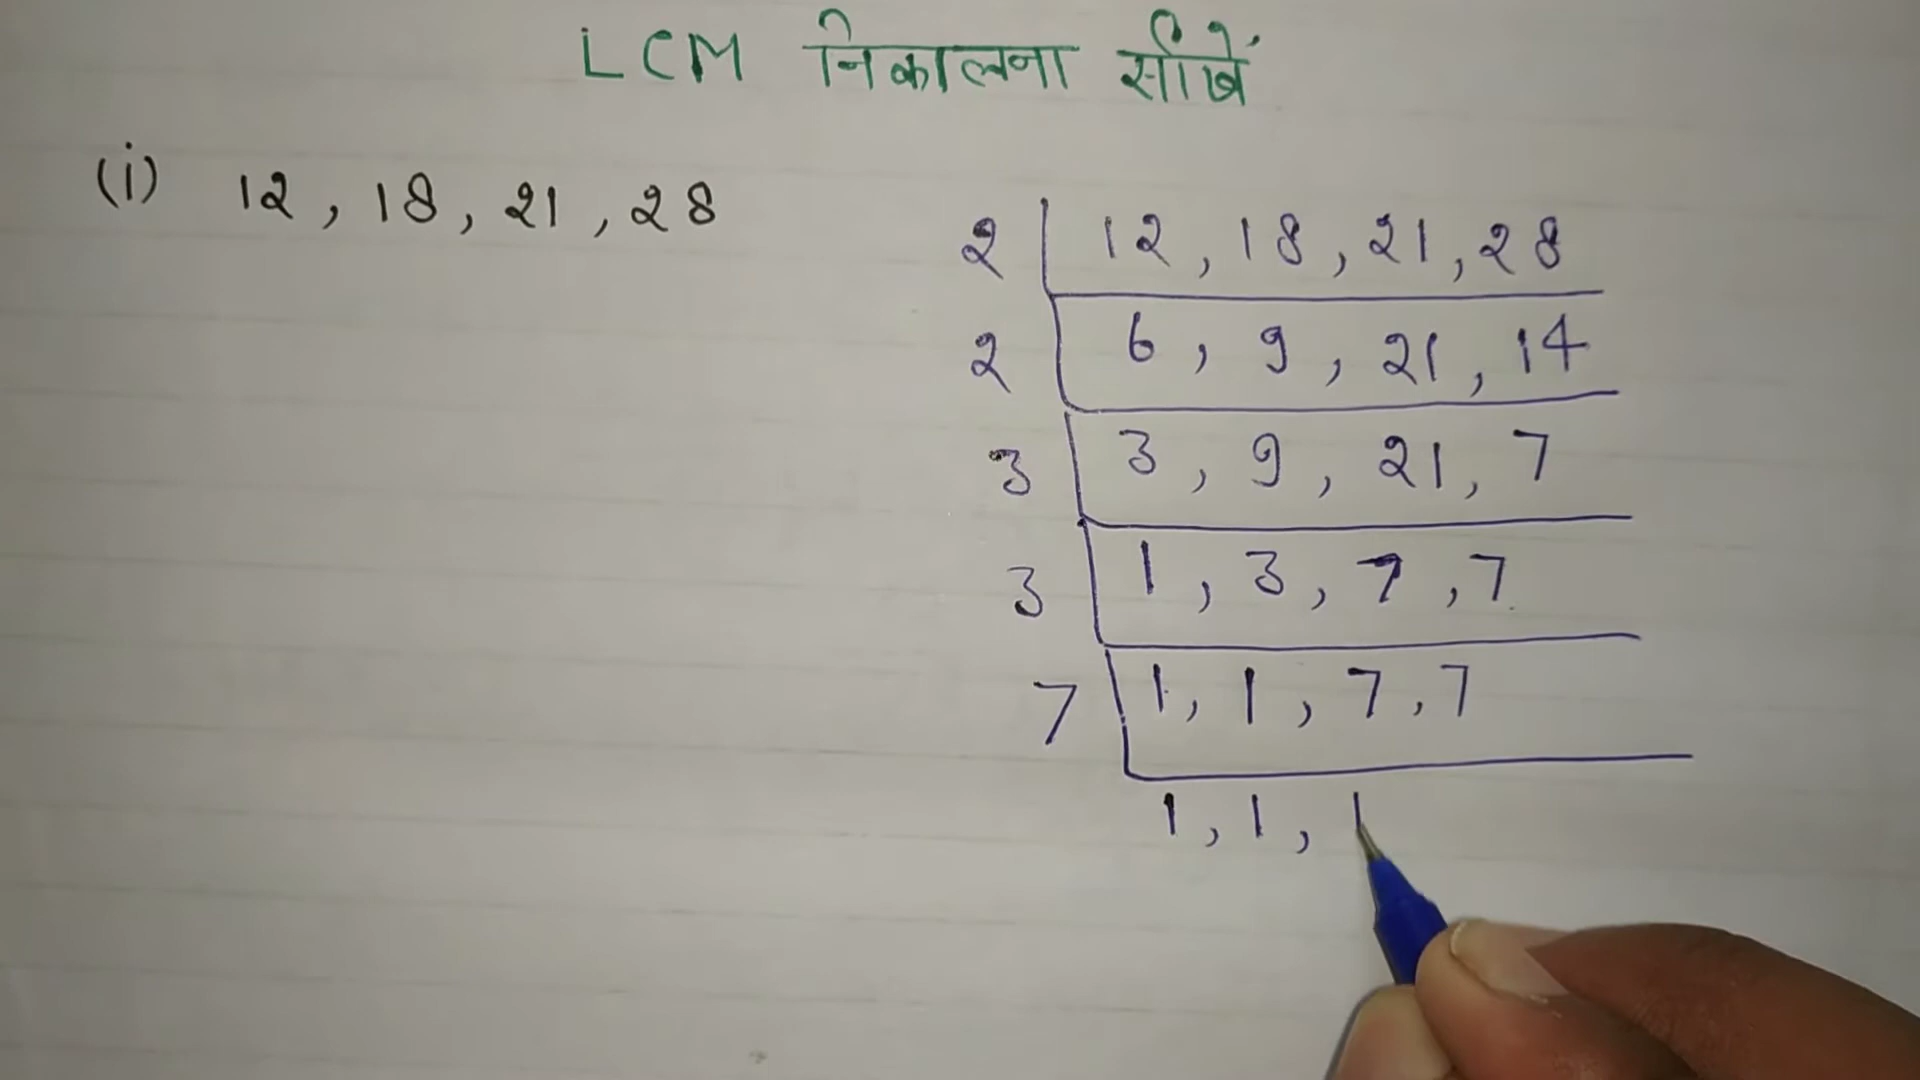 LCM निकालना सीखें
(i) 12, 18, 21, 28
2 | 12, 18, 21, 28
2 | 6, 9, 21, 14
3 | 3, 9, 21, 7
3 | 1, 3, 7, 7
7 | 1, 1, 7, 7
1, 1, 1